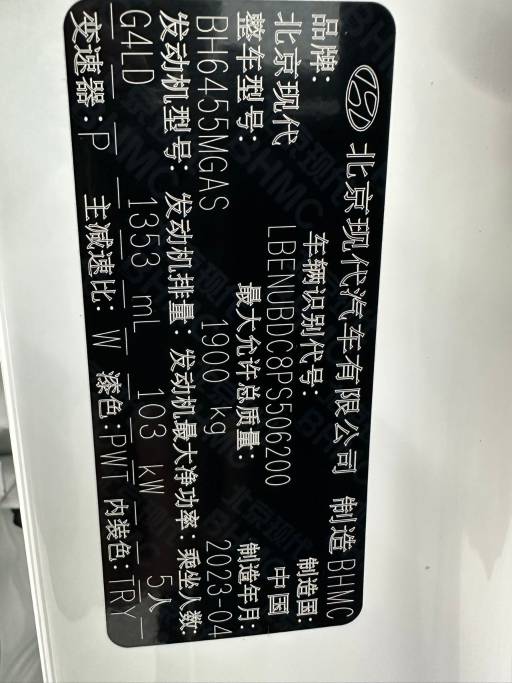 北京现代汽车有限公司 制造 BHMC
品牌: 车辆识别代号: 制造国:
北京现代 LBENUBDC8PS506200 中国
整车型号: 最大允许总质量: 制造年月:
BH6455MGAS 1900 kg 2023-04
发动机型号: 发动机排量: 发动机最大净功率: 乘坐人数:
G4LD 1353 mL 103 kW 5人
变速器: P 主减速比: W 漆色: PWT 内装色: TRY